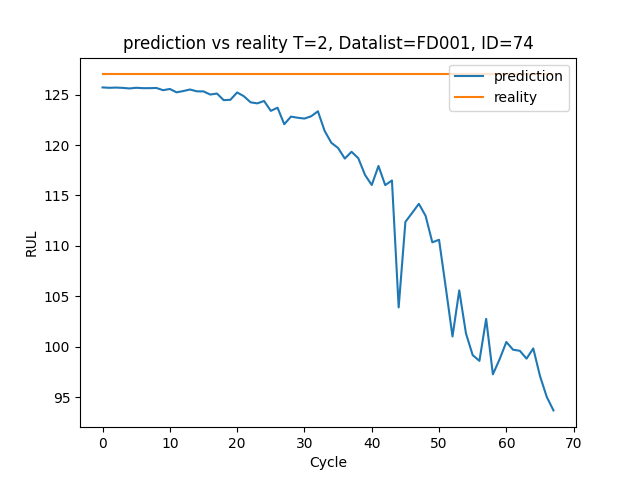 prediction vs reality T=2, Datalist=FD001, ID=74
prediction
reality
125
120
115
110
105
100
95
RUL
0 10 20 30 40 50 60 70
Cycle